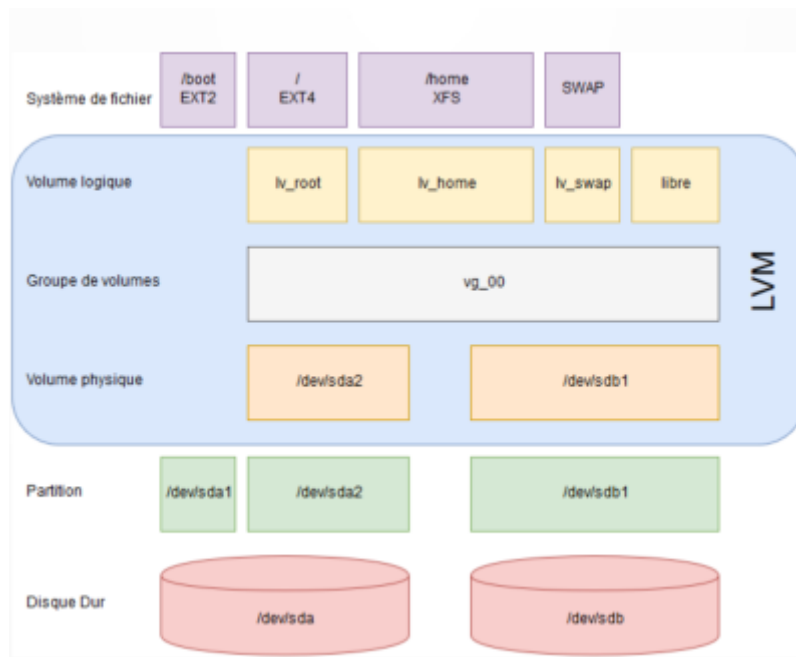 /boot
EXT2
/
EXT4
/home
XFS
SWAP
Système de fichier
Volume logique
lv_root
lv_home
lv_swap
libre
Groupe de volumes
vg_00
LVM
Volume physique
/dev/sda2
/dev/sdb1
Partition
/dev/sda1
/dev/sda2
/dev/sdb1
Disque Dur
/dev/sda
/dev/sdb